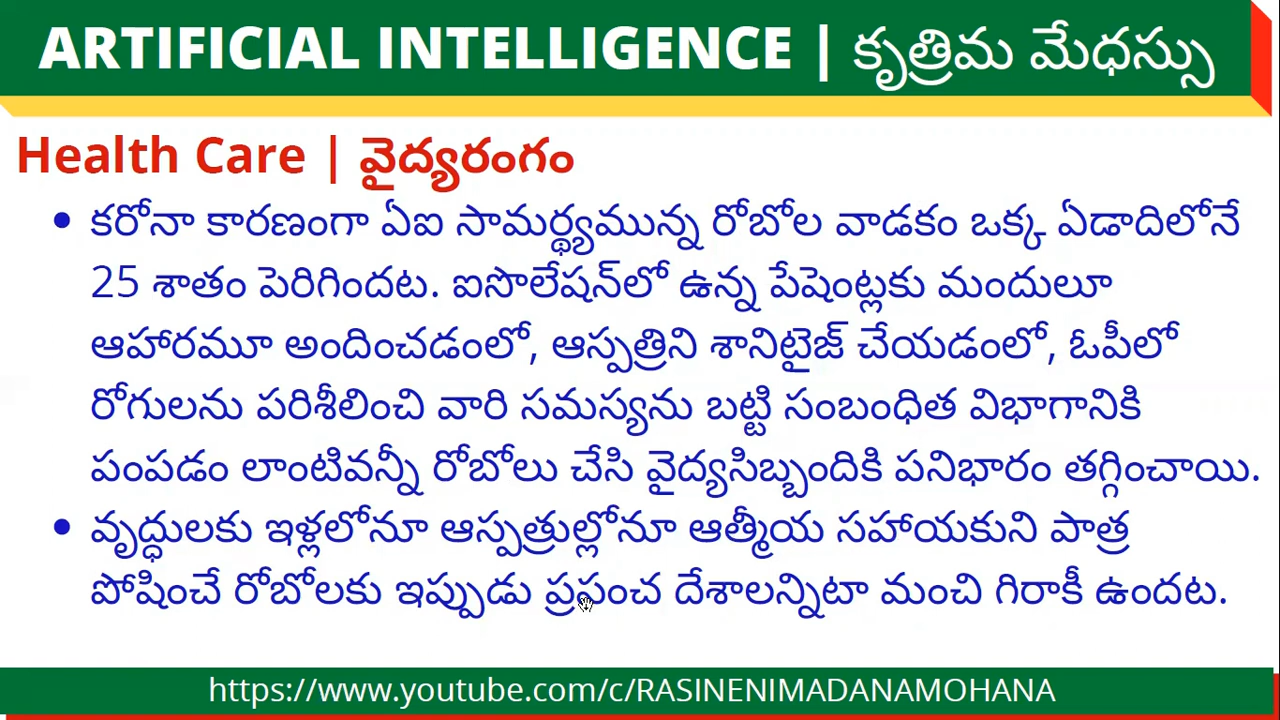 ARTIFICIAL INTELLIGENCE | కృత్రిమ మేధస్సు
Health Care | వైద్యరంగం
• కరోనా కారణంగా ఏఐ సామర్థ్యమున్న రోబోల వాడకం ఒక్క ఏడాదిలోనే
25 శాతం పెరిగిందట. ఐసొలేషన్‌లో ఉన్న పేషెంట్లకు మందులూ
ఆహారమూ అందించడంలో, ఆస్పత్రిని శానిటైజ్ చేయడంలో, ఓపీలో
రోగులను పరిశీలించి వారి సమస్యను బట్టి సంబంధిత విభాగానికి
పంపడం లాంటివన్నీ రోబోలు చేసి వైద్యసిబ్బందికి పనిభారం తగ్గించాయి.
• వృద్ధులకు ఇళ్లలోనూ ఆస్పత్రుల్లోనూ ఆత్మీయ సహాయకుని పాత్ర
పోషించే రోబోలకు ఇప్పుడు ప్రపంచ దేశాలన్నిటా మంచి గిరాకీ ఉందట.
https://www.youtube.com/c/RASINENIMADANAMOHANA